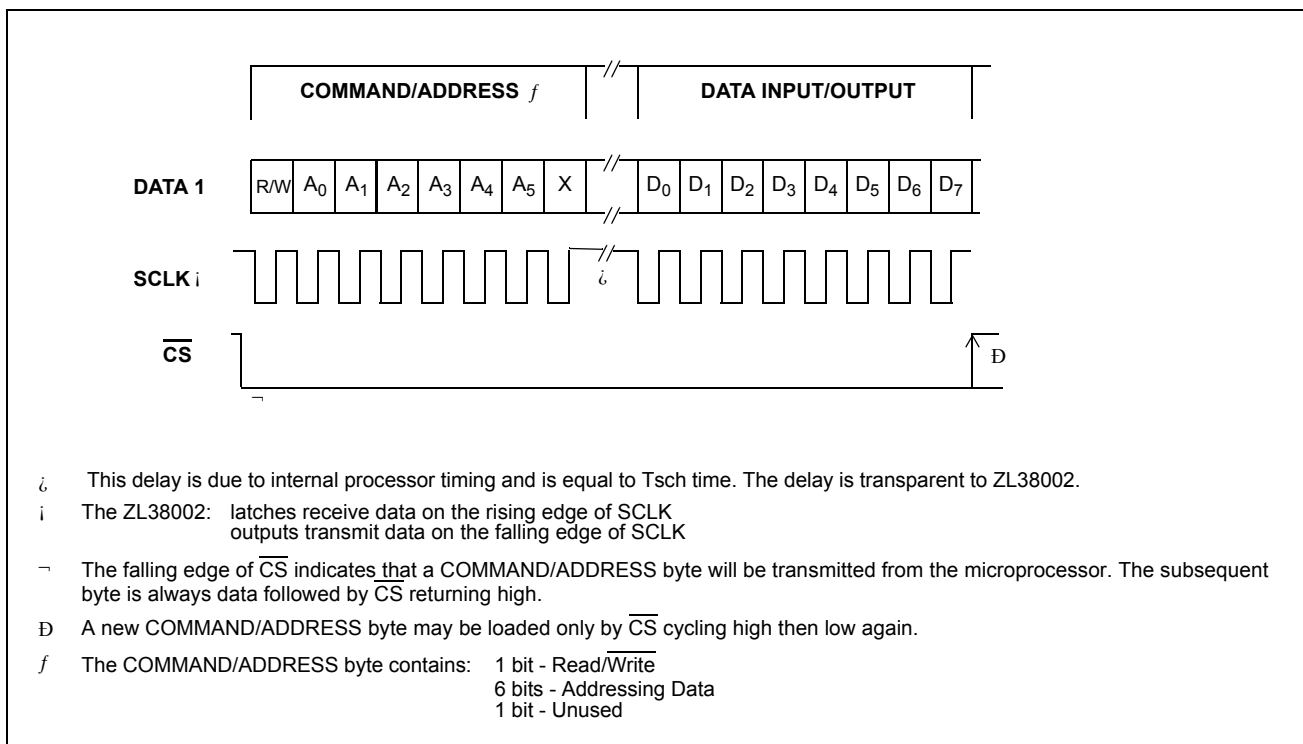 COMMAND/ADDRESS ƒ
DATA INPUT/OUTPUT
DATA 1
R/W A₀ A₁ A₂ A₃ A₄ A₅ X D₀ D₁ D₂ D₃ D₄ D₅ D₆ D₇
SCLK ¡
¿
CS
Ð
¬
¿ This delay is due to internal processor timing and is equal to Tsch time. The delay is transparent to ZL38002.
¡ The ZL38002: latches receive data on the rising edge of SCLK
outputs transmit data on the falling edge of SCLK
¬ The falling edge of CS indicates that a COMMAND/ADDRESS byte will be transmitted from the microprocessor. The subsequent
byte is always data followed by CS returning high.
Ð A new COMMAND/ADDRESS byte may be loaded only by CS cycling high then low again.
ƒ The COMMAND/ADDRESS byte contains: 1 bit - Read/Write
6 bits - Addressing Data
1 bit - Unused